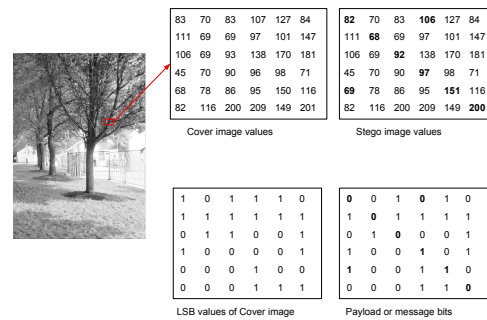 83 70 83 107 127 84
111 69 69 97 101 147
106 69 93 138 170 181
45 70 90 96 98 71
68 78 86 95 150 116
82 116 200 209 149 201
Cover image values
82 70 83 106 127 84
111 68 69 97 101 147
106 69 92 138 170 181
45 70 90 97 98 71
69 78 86 95 151 116
82 116 200 209 149 200
Stego image values
1 0 1 1 1 0
1 1 1 1 1 1
0 1 1 0 0 1
1 0 0 0 0 1
0 0 0 1 0 0
0 0 0 1 1 1
LSB values of Cover image
0 0 1 0 1 0
1 0 1 1 1 1
0 1 0 0 0 1
1 0 0 1 0 1
1 0 0 1 1 0
0 0 0 1 1 0
Payload or message bits